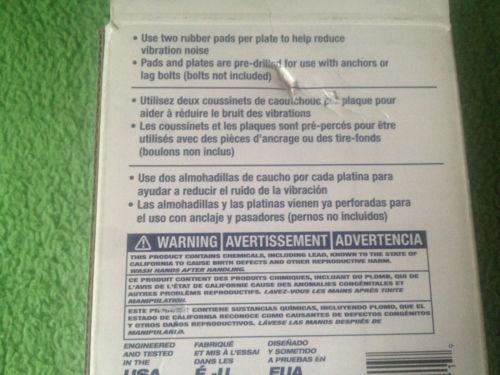 • Use two rubber pads per plate to help reduce
vibration noise
• Pads and plates are pre-drilled for use with anchors or
lag bolts (bolts not included)
• Utilisez deux coussinets de caoutchouc par plaque pour
aider à réduire le bruit des vibrations
• Les coussinets et les plaques sont pré-percés pour être
utilisés avec des pièces d'ancrage ou des tire-fonds
(boulons non inclus)
• Use dos almohadillas de caucho por cada platina para
ayudar a reducir el ruido de la vibración
• Las almohadillas y las platinas vienen ya perforadas para
el uso con anclaje y pasadores (pernos no incluidos)
WARNING AVERTISSEMENT ADVERTENCIA
THIS PRODUCT CONTAINS CHEMICALS, INCLUDING LEAD, KNOWN TO THE STATE OF
CALIFORNIA TO CAUSE BIRTH DEFECTS AND OTHER REPRODUCTIVE HARM.
WASH HANDS AFTER HANDLING.
CE PRODUIT CONTIENT DES PRODUITS CHIMIQUES, INCLUANT DU PLOMB, QUI DE
L'AVIS DE L'ÉTAT DE CALIFORNIE CAUSE DES ANOMALIES CONGÉNITALES ET
AUTRES PROBLÈMES REPRODUCTIFS. LAVEZ-VOUS LES MAINS APRÈS TOUTE
MANIPULATION.
ESTE CONTIENE SUSTANCIAS QUÍMICAS, INCLUYENDO PLOMO, QUE EL
ESTADO DE CALIFORNIA RECONOCE COMO CAUSANTES DE DEFECTOS CONGÉNITOS
Y OTROS DAÑOS REPRODUCTIVOS. LÁVESE LAS MANOS DESPUÉS DE
MANIPULARLO.
ENGINEERED FABRIQUÉ DISEÑADO
AND TESTED ET MIS À L'ESSAI Y SOMETIDO
IN THE DANS LES A PRUEBAS EN
USA É.-U. EUA